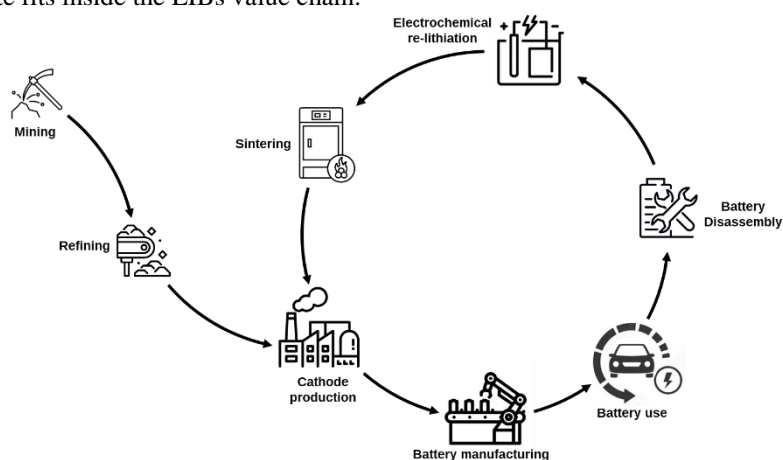 fits inside the LIBs value chain.
Electrochemical
re-lithiation
Mining
Sintering
Refining
Battery
Disassembly
Cathode
production
Battery use
Battery manufacturing